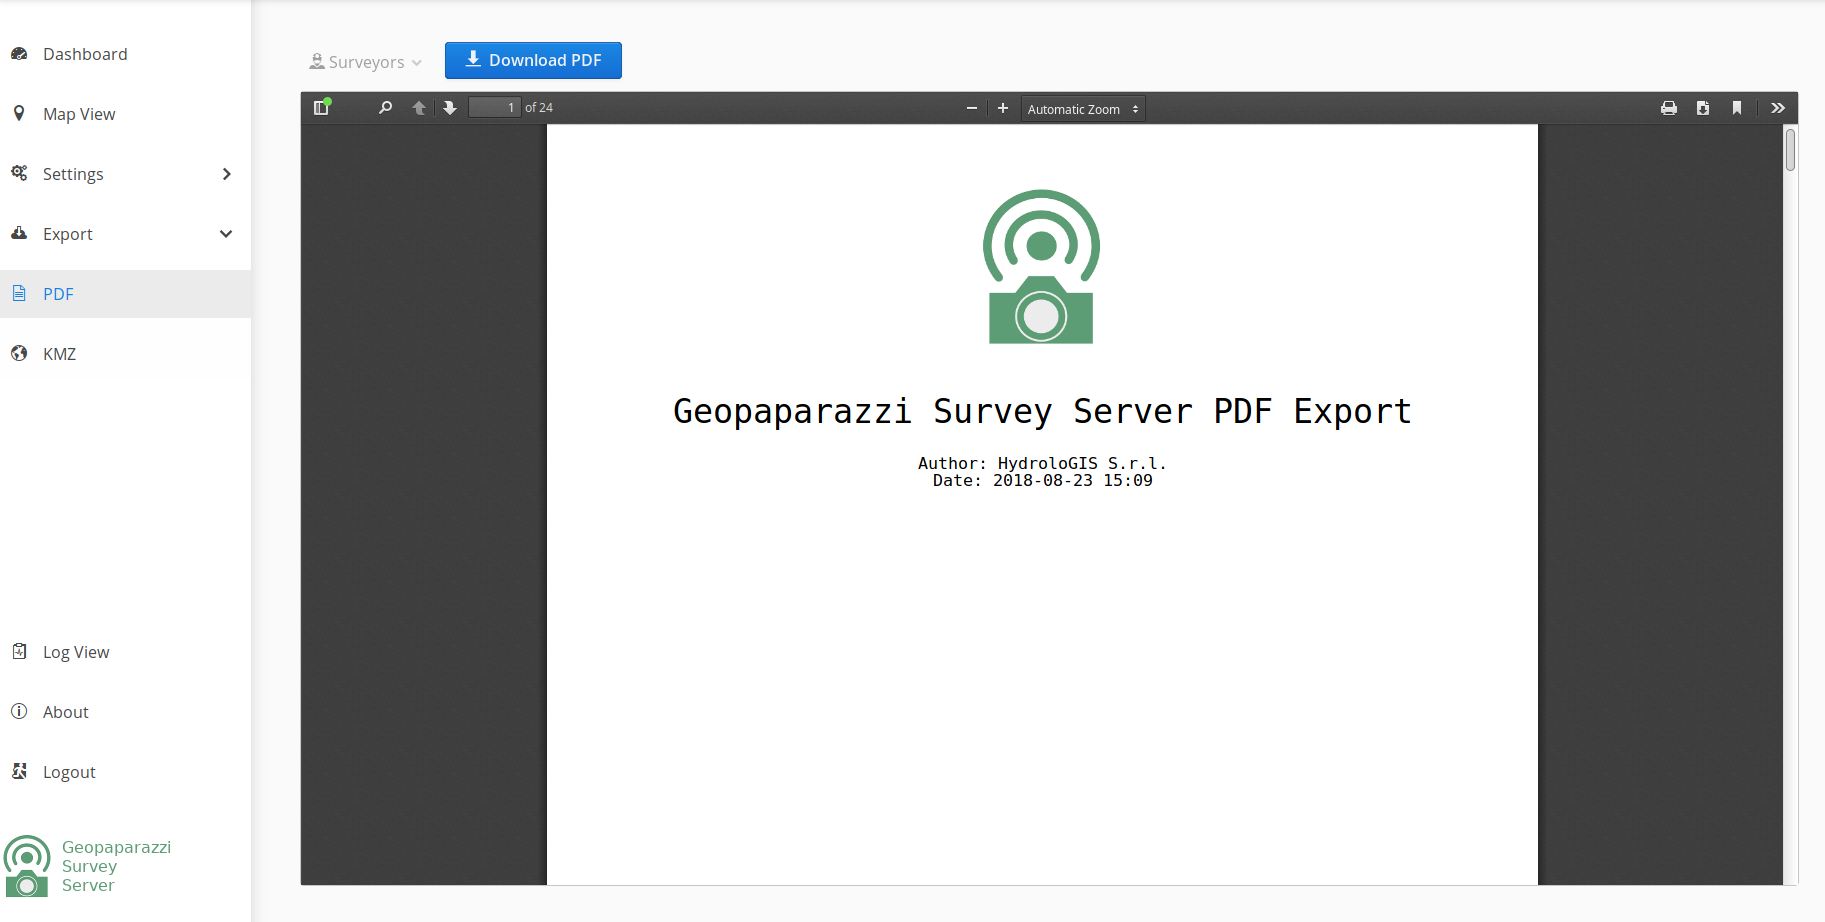 Dashboard
Map View
Settings
Export
PDF
KMZ
Log View
About
Logout
Geopaparazzi
Survey
Server
Surveyors
Download PDF
1 of 24
Automatic Zoom
Geopaparazzi Survey Server PDF Export
Author: HydroloGIS S.r.l.
Date: 2018-08-23 15:09